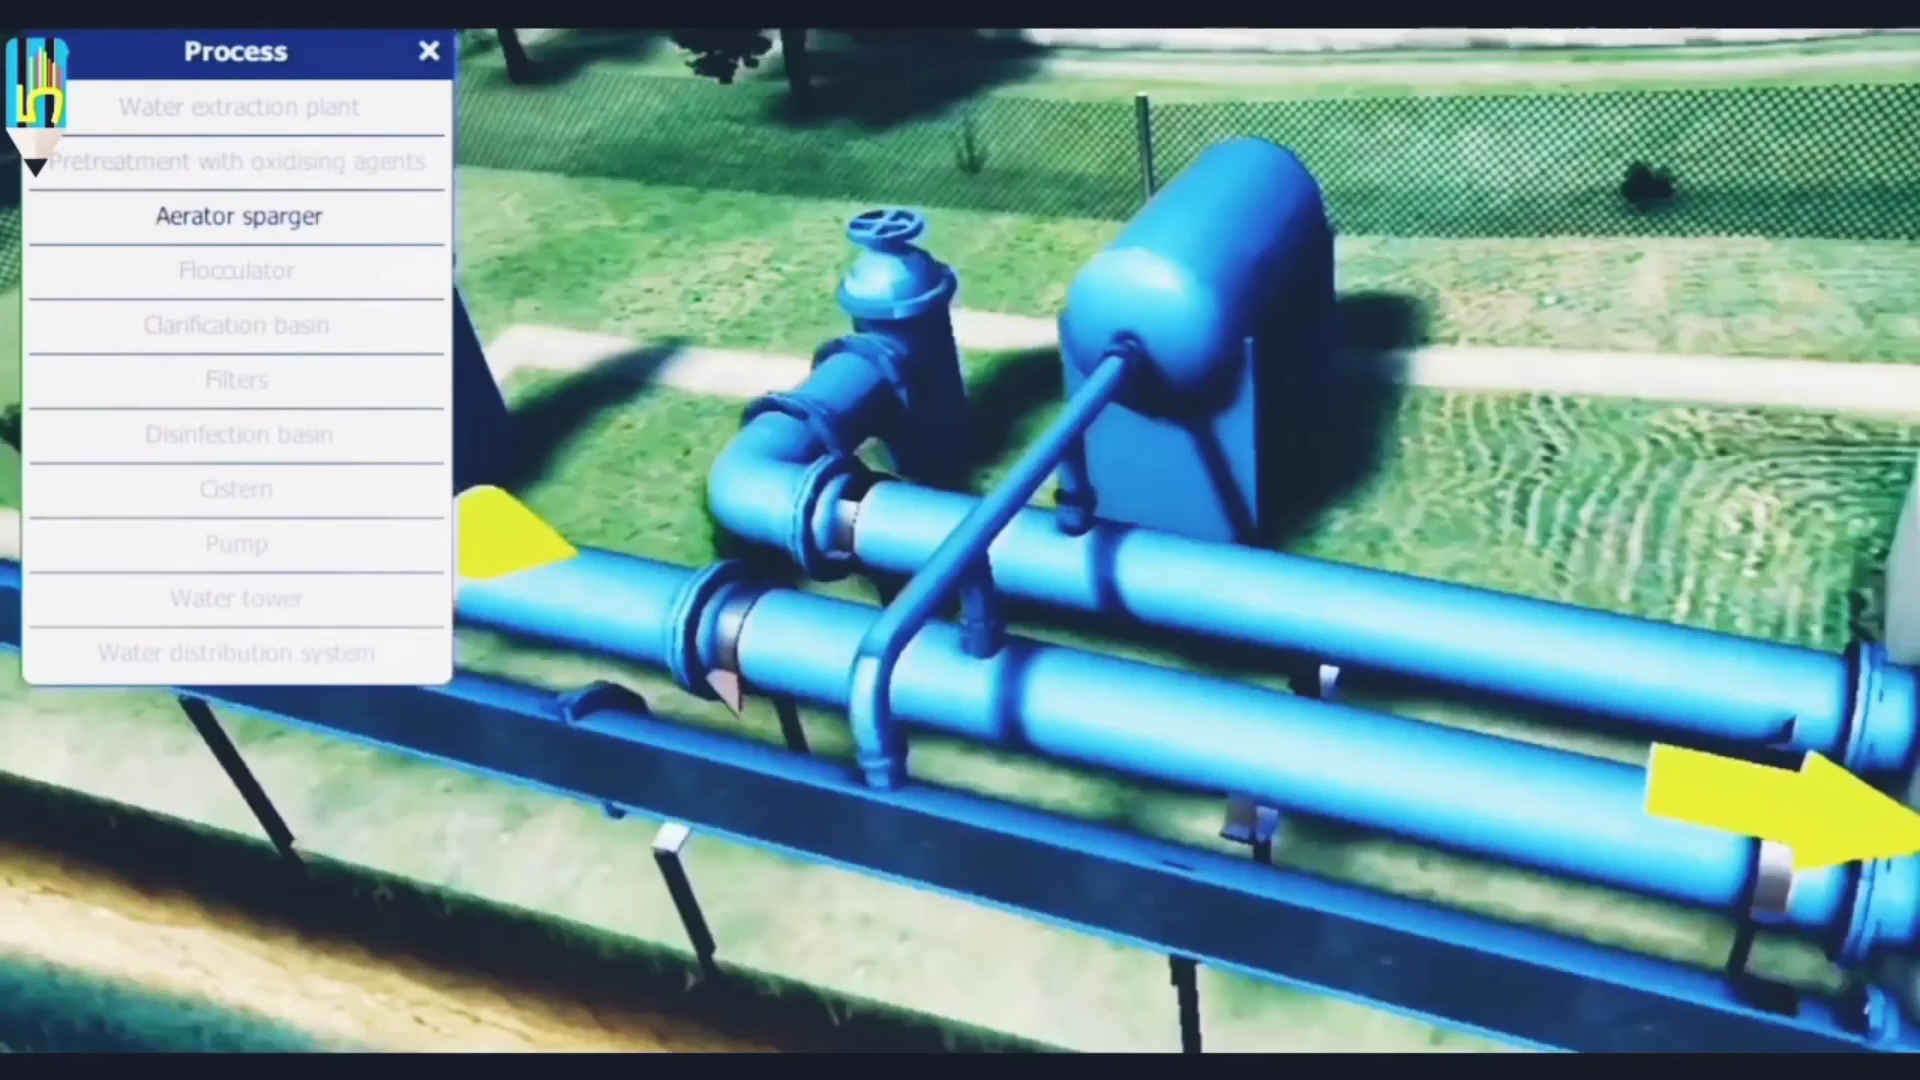 Process
Water extraction plant
Pretreatment with oxidising agents
Aerator sparger
Flocculator
Clarification basin
Filters
Disinfection basin
Cistern
Pump
Water tower
Water distribution system